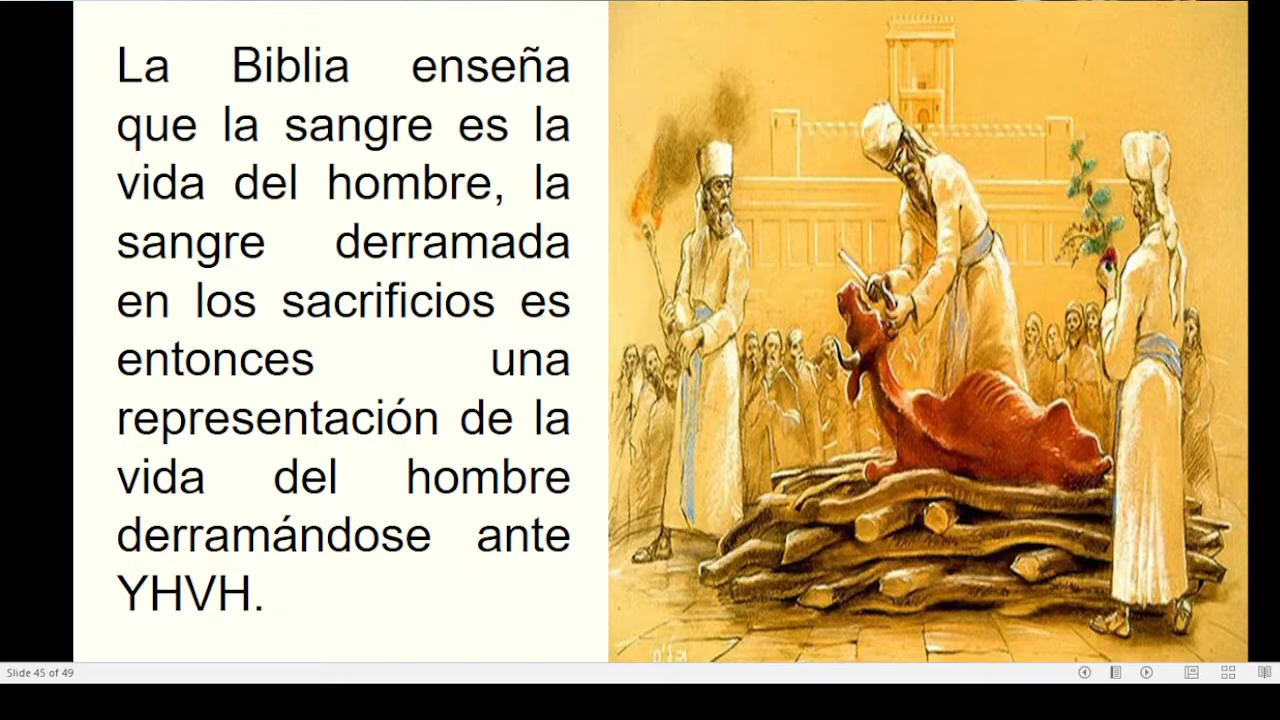 La Biblia enseña
que la sangre es la
vida del hombre, la
sangre derramada
en los sacrificios es
entonces una
representación de la
vida del hombre
derramándose ante
YHVH.
Slide 45 of 49